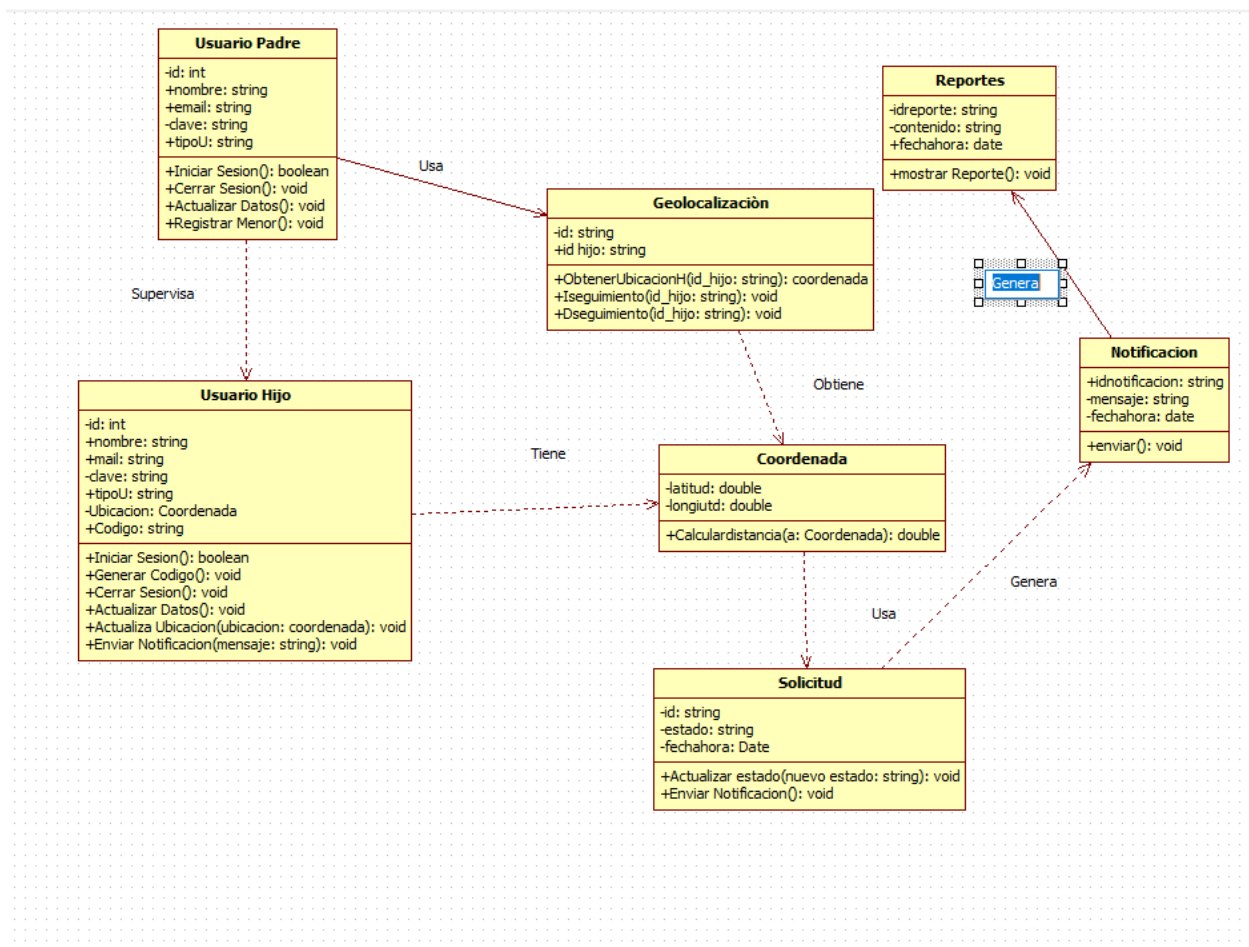 Usuario Padre
-id: int
+nombre: string
+email: string
-clave: string
+tipoU: string
+Iniciar Sesion(): boolean
+Cerrar Sesion(): void
+Actualizar Datos(): void
+Registrar Menor(): void
Usa
Reportes
-idreporte: string
-contenido: string
+fechahora: date
+mostrar Reporte(): void
Geolocalizaciòn
-id: string
+id hijo: string
+ObtenerUbicacionH(id_hijo: string): coordenada
+Iseguimiento(id_hijo: string): void
+Dseguimiento(id_hijo: string): void
Genera
Supervisa
Notificacion
+idnotificacion: string
-mensaje: string
-fechahora: date
+enviar(): void
Obtiene
Usuario Hijo
-id: int
+nombre: string
+mail: string
-clave: string
+tipoU: string
-Ubicacion: Coordenada
+Codigo: string
+Iniciar Sesion(): boolean
+Generar Codigo(): void
+Cerrar Sesion(): void
+Actualizar Datos(): void
+Actualiza Ubicacion(ubicacion: coordenada): void
+Enviar Notificacion(mensaje: string): void
Tiene
Coordenada
-latitud: double
-longiutd: double
+Calculardistancia(a: Coordenada): double
Genera
Usa
Solicitud
-id: string
-estado: string
-fechahora: Date
+Actualizar estado(nuevo estado: string): void
+Enviar Notificacion(): void